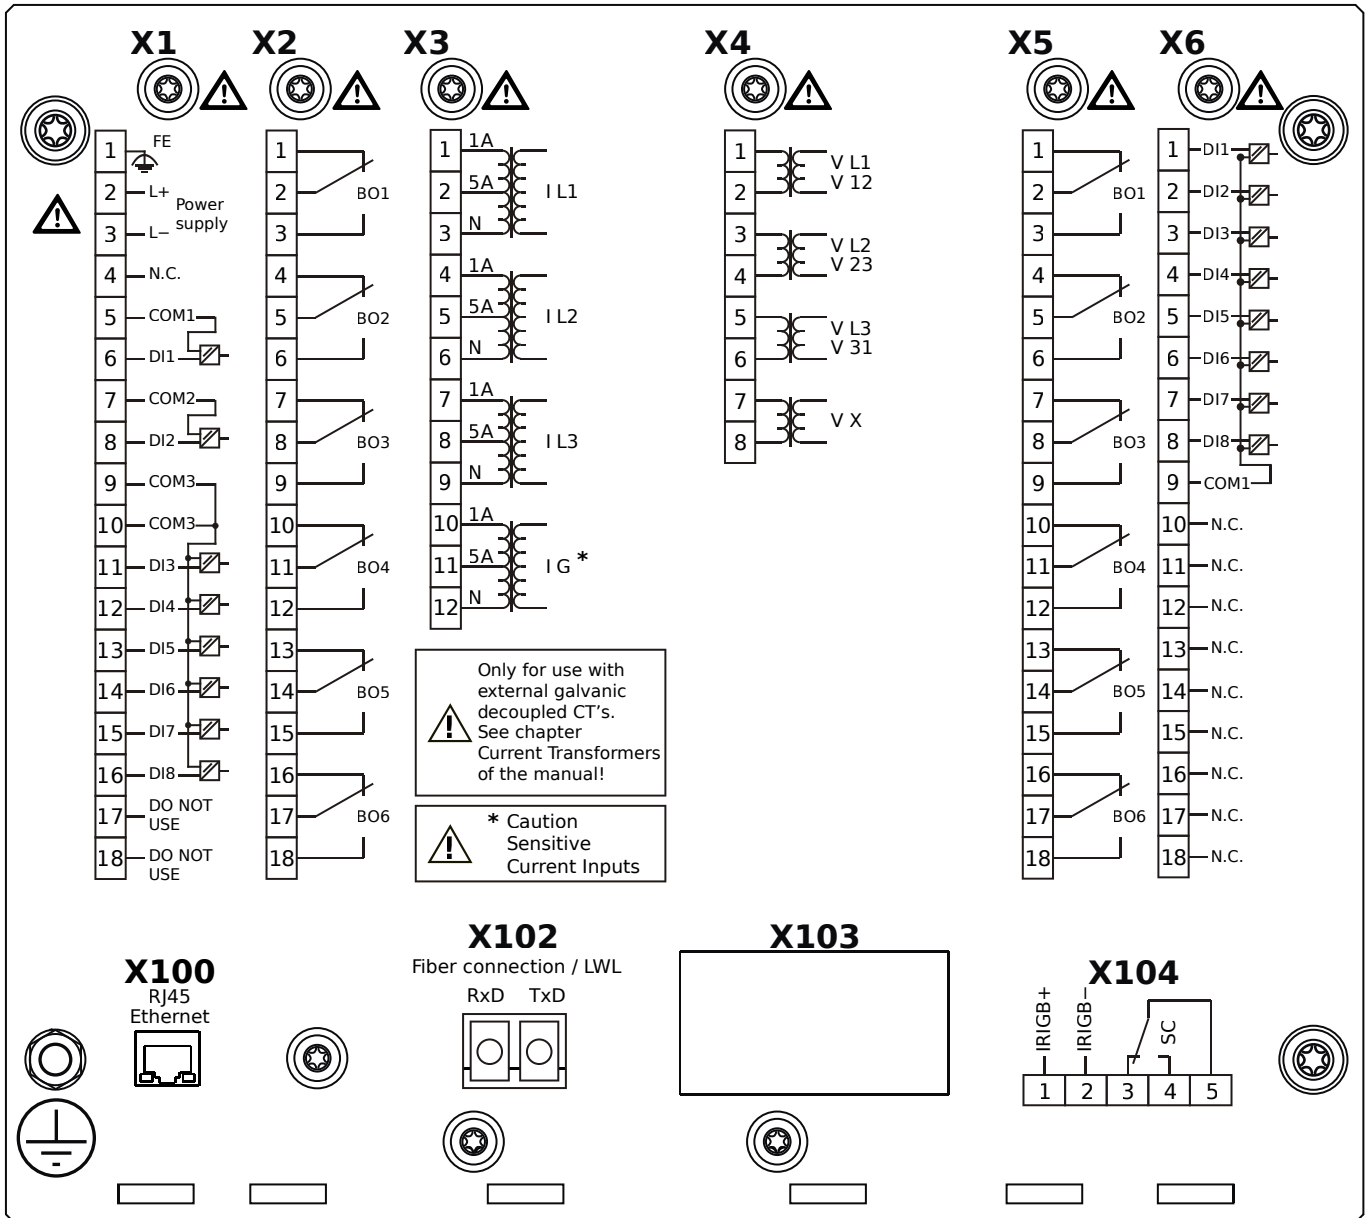 X1
X2
X3
X4
X5
X6
1 FE
2 L+
Power
supply
3 L−
4 N.C.
5 COM1
6 DI1
7 COM2
8 DI2
9 COM3
10 COM3
11 DI3
12 DI4
13 DI5
14 DI6
15 DI7
16 DI8
17 DO NOT
USE
18 DO NOT
USE
1
2 BO1
3
4
5 BO2
6
7
8 BO3
9
10
11 BO4
12
13
14 BO5
15
16
17 BO6
18
1 1A
2 5A I L1
3 N
4 1A
5 5A I L2
6 N
7 1A
8 5A I L3
9 N
10 1A
11 5A I G *
12 N
Only for use with
external galvanic
decoupled CT's.
See chapter
Current Transformers
of the manual!
* Caution
Sensitive
Current Inputs
1 V L1
2 V 12
3 V L2
4 V 23
5 V L3
6 V 31
7 V X
8
1
2 BO1
3
4
5 BO2
6
7
8 BO3
9
10
11 BO4
12
13
14 BO5
15
16
17 BO6
18
1 DI1
2 DI2
3 DI3
4 DI4
5 DI5
6 DI6
7 DI7
8 DI8
9 COM1
10 N.C.
11 N.C.
12 N.C.
13 N.C.
14 N.C.
15 N.C.
16 N.C.
17 N.C.
18 N.C.
X100
RJ45
Ethernet
X102
Fiber connection / LWL
RxD TxD
X103
X104
IRIGB+
IRIGB−
SC
1 2 3 4 5